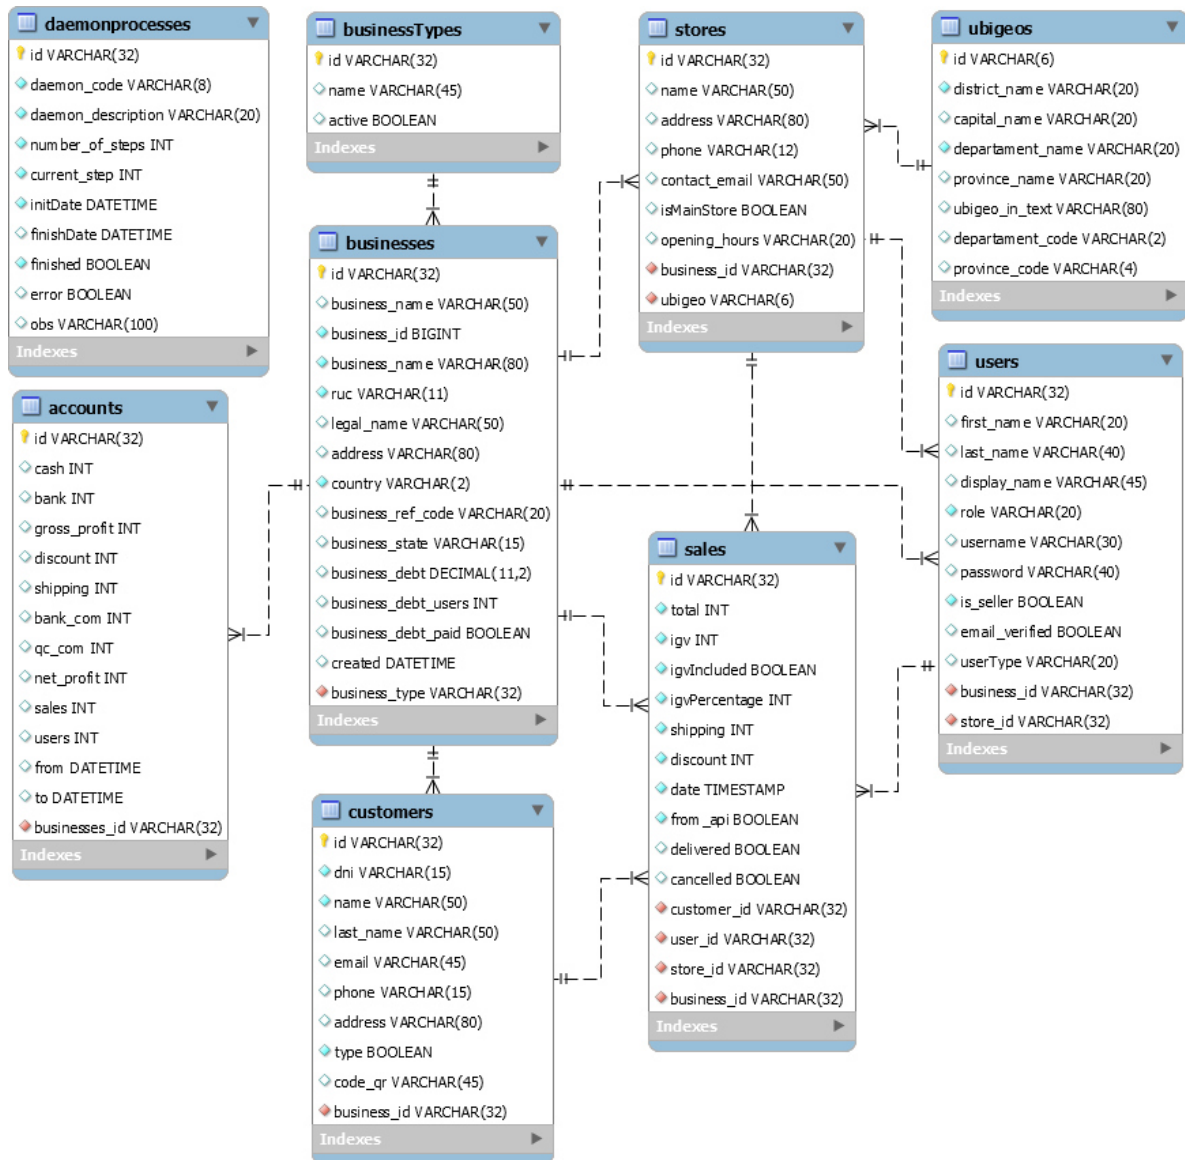 daemonprocesses
id VARCHAR(32)
daemon_code VARCHAR(8)
daemon_description VARCHAR(20)
number_of_steps INT
current_step INT
initDate DATETIME
finishDate DATETIME
finished BOOLEAN
error BOOLEAN
obs VARCHAR(100)
Indexes
businessTypes
id VARCHAR(32)
name VARCHAR(45)
active BOOLEAN
Indexes
stores
id VARCHAR(32)
name VARCHAR(50)
address VARCHAR(80)
phone VARCHAR(12)
contact_email VARCHAR(50)
isMainStore BOOLEAN
opening_hours VARCHAR(20)
business_id VARCHAR(32)
ubigeo VARCHAR(6)
Indexes
ubigeos
id VARCHAR(6)
district_name VARCHAR(20)
capital_name VARCHAR(20)
departament_name VARCHAR(20)
province_name VARCHAR(20)
ubigeo_in_text VARCHAR(80)
departament_code VARCHAR(2)
province_code VARCHAR(4)
Indexes
accounts
id VARCHAR(32)
cash INT
bank INT
gross_profit INT
discount INT
shipping INT
bank_com INT
qc_com INT
net_profit INT
sales INT
users INT
from DATETIME
to DATETIME
businesses_id VARCHAR(32)
Indexes
businesses
id VARCHAR(32)
business_name VARCHAR(50)
business_id BIGINT
business_name VARCHAR(80)
ruc VARCHAR(11)
legal_name VARCHAR(50)
address VARCHAR(80)
country VARCHAR(2)
business_ref_code VARCHAR(20)
business_state VARCHAR(15)
business_debt DECIMAL(11,2)
business_debt_users INT
business_debt_paid BOOLEAN
created DATETIME
business_type VARCHAR(32)
Indexes
users
id VARCHAR(32)
first_name VARCHAR(20)
last_name VARCHAR(40)
display_name VARCHAR(45)
role VARCHAR(20)
username VARCHAR(30)
password VARCHAR(40)
is_seller BOOLEAN
email_verified BOOLEAN
userType VARCHAR(20)
business_id VARCHAR(32)
store_id VARCHAR(32)
Indexes
sales
id VARCHAR(32)
total INT
igv INT
igvIncluded BOOLEAN
igvPercentage INT
shipping INT
discount INT
date TIMESTAMP
from_api BOOLEAN
delivered BOOLEAN
cancelled BOOLEAN
customer_id VARCHAR(32)
user_id VARCHAR(32)
store_id VARCHAR(32)
business_id VARCHAR(32)
Indexes
customers
id VARCHAR(32)
dni VARCHAR(15)
name VARCHAR(50)
last_name VARCHAR(50)
email VARCHAR(45)
phone VARCHAR(15)
address VARCHAR(80)
type BOOLEAN
code_qr VARCHAR(45)
business_id VARCHAR(32)
Indexes